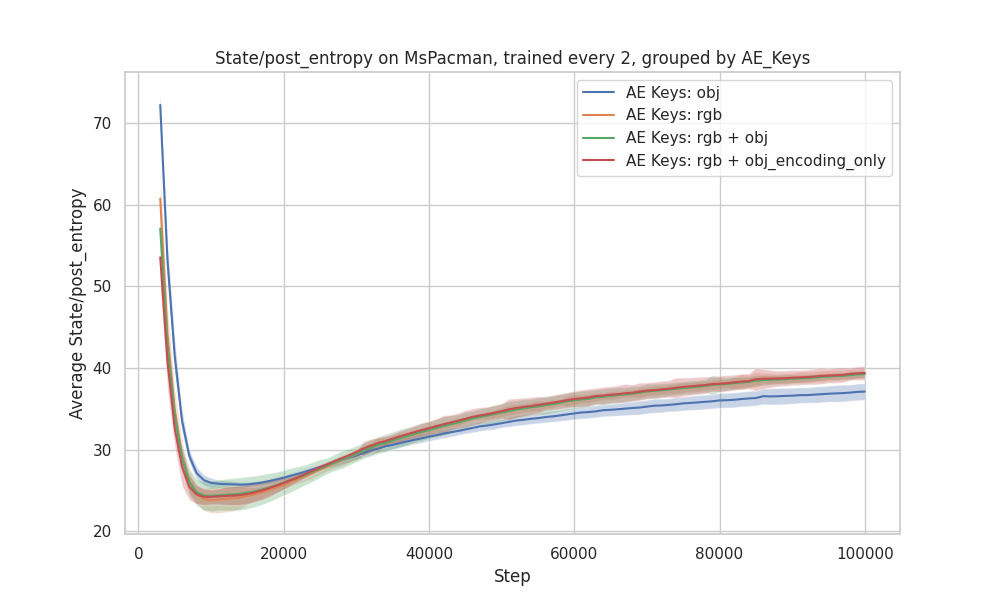 State/post_entropy on MsPacman, trained every 2, grouped by AE_Keys
AE Keys: obj
AE Keys: rgb
AE Keys: rgb + obj
AE Keys: rgb + obj_encoding_only
Average State/post_entropy
70
60
50
40
30
20
0
20000
40000
60000
80000
100000
Step